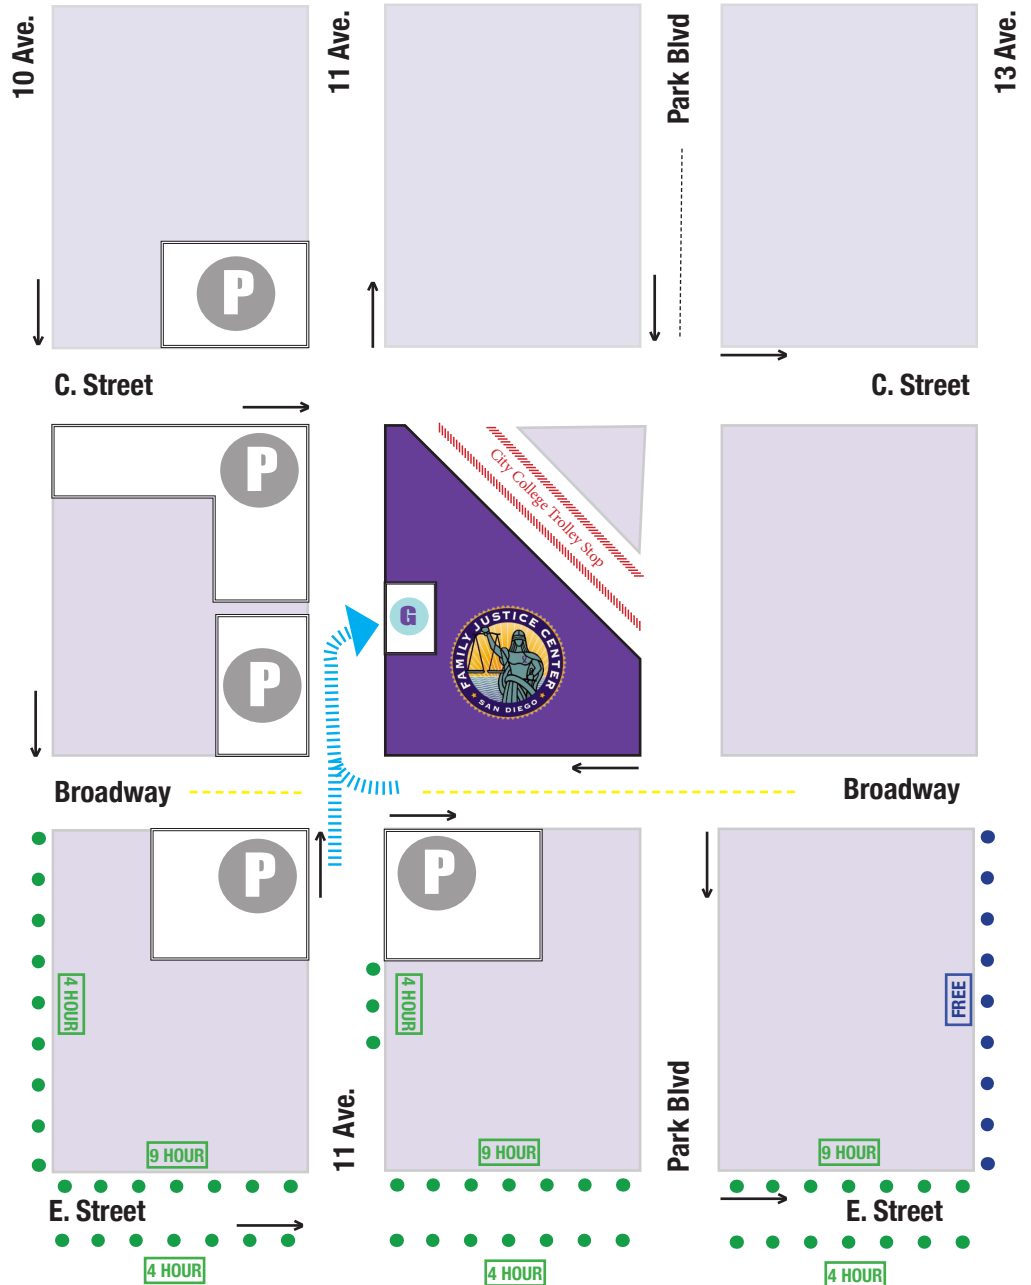 10 Ave.
11 Ave.
Park Blvd
13 Ave.
P
C. Street
C. Street
P
City College Trolley Stop
G
FAMILY JUSTICE CENTER
SAN DIEGO
P
Broadway
Broadway
P
P
4 HOUR
4 HOUR
FREE
11 Ave.
Park Blvd
9 HOUR
9 HOUR
9 HOUR
E. Street
E. Street
4 HOUR
4 HOUR
4 HOUR